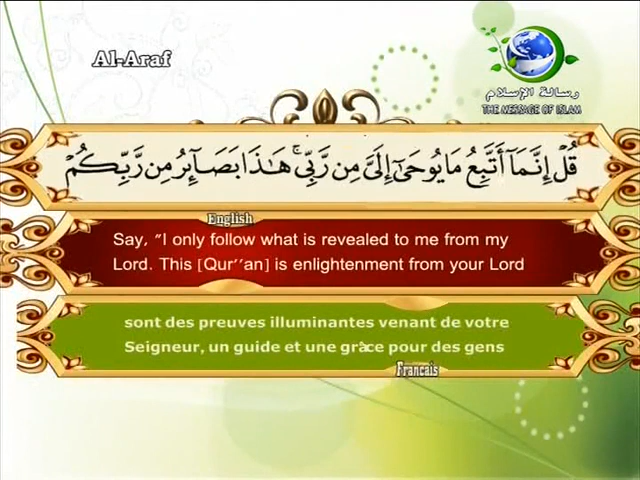 Al-Araf
رسالة الإسلام
THE MESSAGE OF ISLAM
قُلْ إِنَّمَآ أَتَّبِعُ مَا يُوحَىٰٓ إِلَىَّ مِن رَّبِّى ۚ هَـٰذَا بَصَآئِرُ مِن رَّبِّكُمْ
English
Say, "I only follow what is revealed to me from my
Lord. This [Qur''an] is enlightenment from your Lord
sont des preuves illuminantes venant de votre
Seigneur, un guide et une grâce pour des gens
Francais